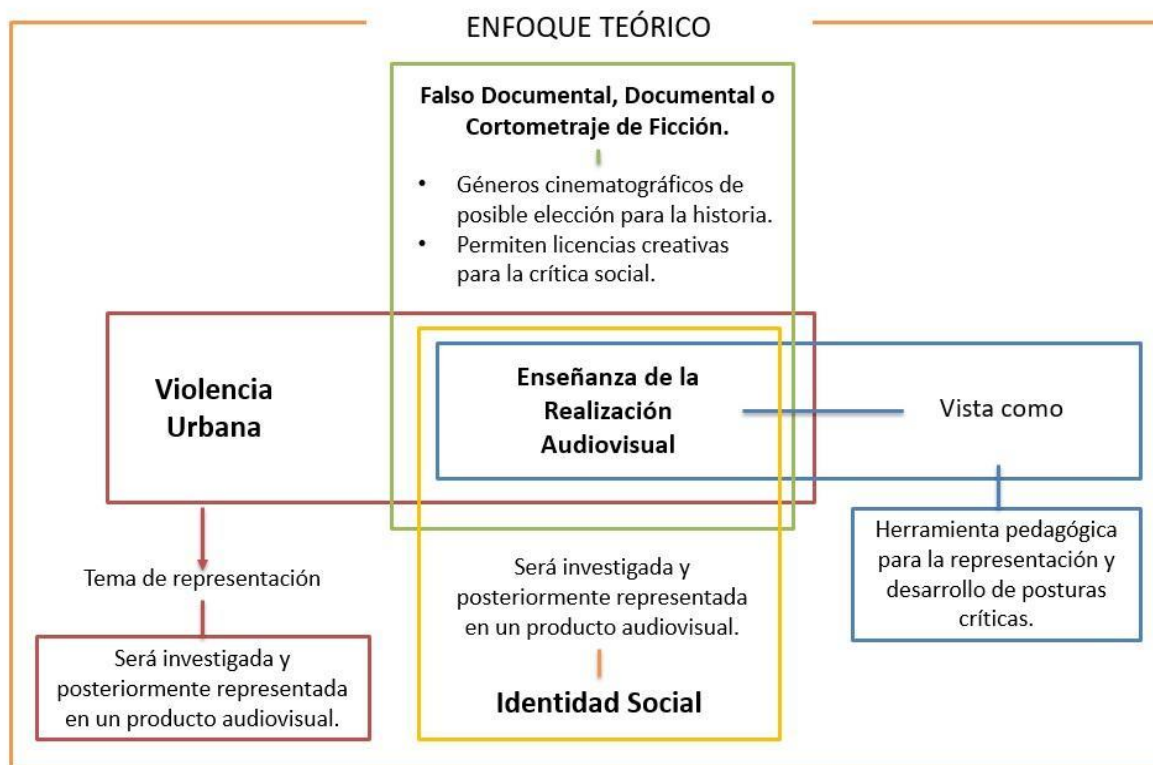 ENFOQUE TEÓRICO
Falso Documental, Documental o
Cortometraje de Ficción.
• Géneros cinematográficos de
posible elección para la historia.
• Permiten licencias creativas
para la crítica social.
Violencia
Urbana
Enseñanza de la
Realización
Audiovisual
Vista como
Herramienta pedagógica
para la representación y
desarrollo de posturas
críticas.
Tema de representación
Será investigada y
posteriormente representada
en un producto audiovisual.
Será investigada y
posteriormente representada
en un producto audiovisual.
Identidad Social